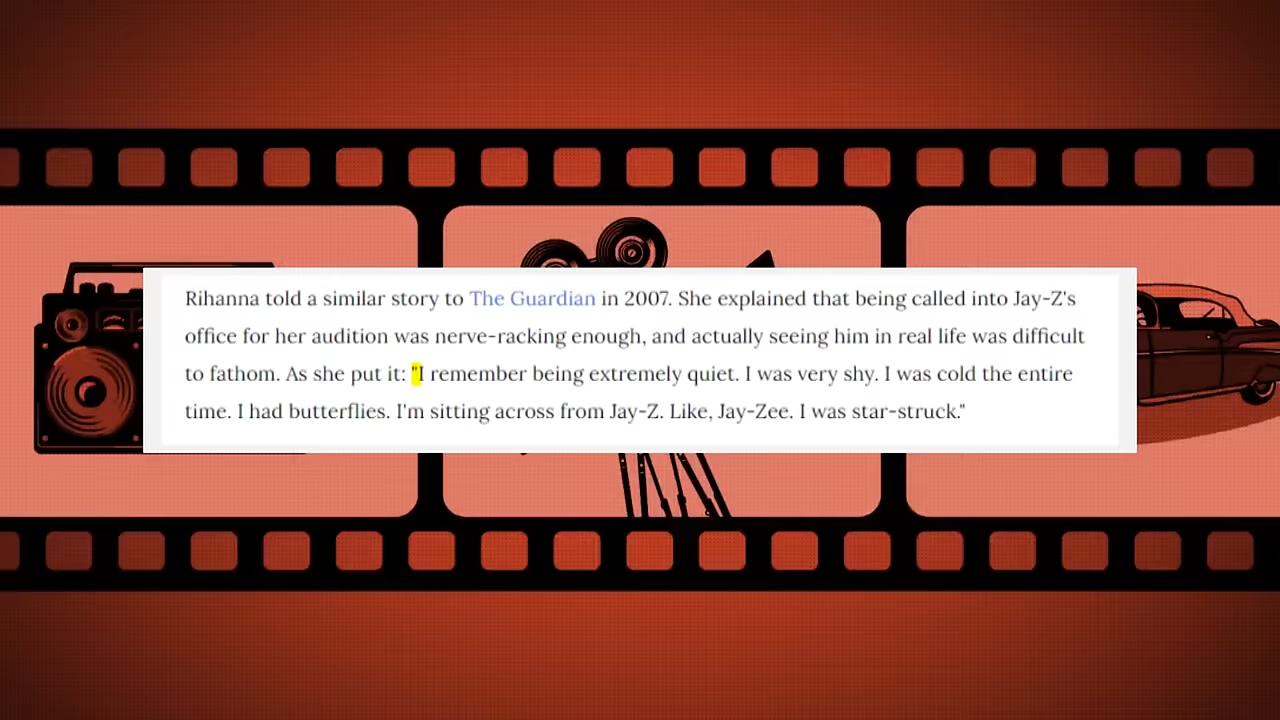 Rihanna told a similar story to The Guardian in 2007. She explained that being called into Jay-Z's
office for her audition was nerve-racking enough, and actually seeing him in real life was difficult
to fathom. As she put it: "I remember being extremely quiet. I was very shy. I was cold the entire
time. I had butterflies. I'm sitting across from Jay-Z. Like, Jay-Zee. I was star-struck."